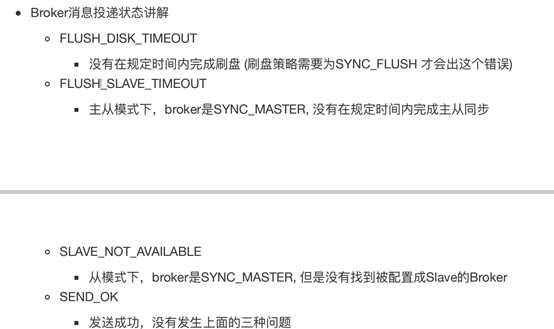 Broker消息投递状态讲解
FLUSH_DISK_TIMEOUT
没有在规定时间内完成刷盘 (刷盘策略需要为SYNC_FLUSH 才会出这个错误)
FLUSH_SLAVE_TIMEOUT
主从模式下，broker是SYNC_MASTER, 没有在规定时间内完成主从同步
SLAVE_NOT_AVAILABLE
从模式下，broker是SYNC_MASTER, 但是没有找到被配置成Slave的Broker
SEND_OK
发送成功，没有发生上面的三种问题